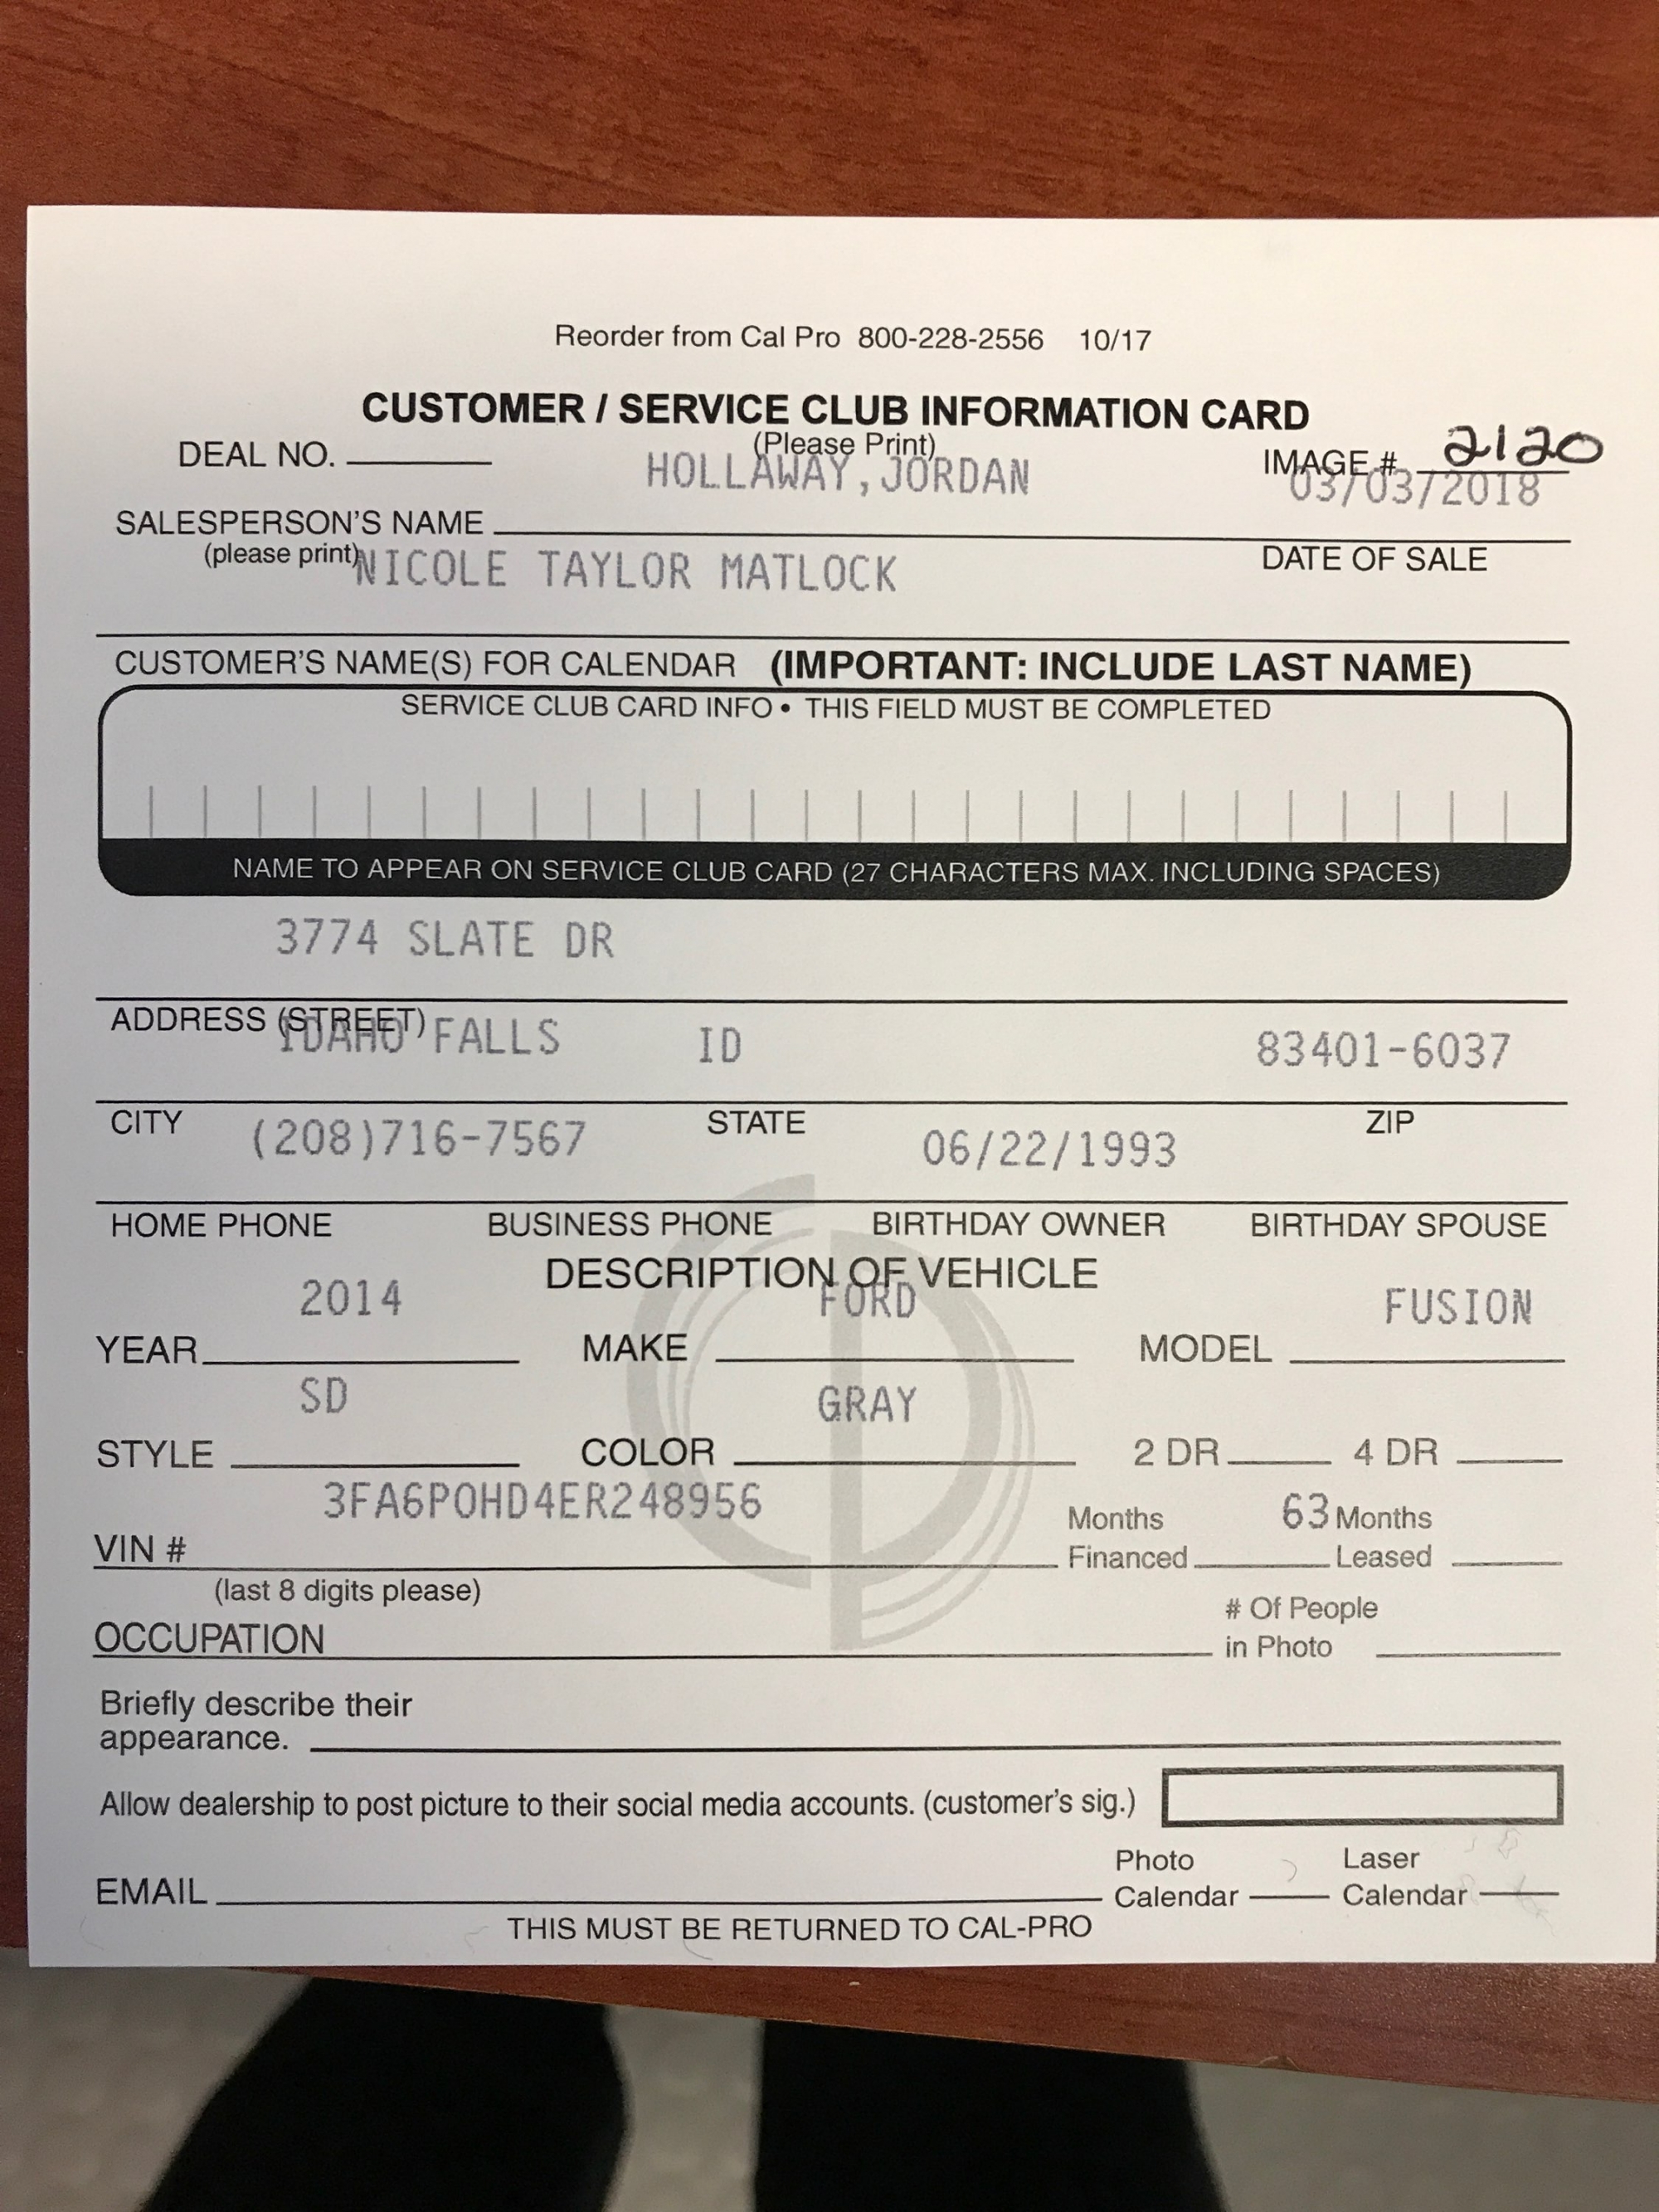 Reorder from Cal Pro 800-228-2556 10/17
CUSTOMER / SERVICE CLUB INFORMATION CARD
(Please Print)
DEAL NO. IMAGE # 2120
HOLLAWAY,JORDAN 03/03/2018
SALESPERSON'S NAME
(please print) DATE OF SALE
NICOLE TAYLOR MATLOCK
CUSTOMER'S NAME(S) FOR CALENDAR (IMPORTANT: INCLUDE LAST NAME)
SERVICE CLUB CARD INFO • THIS FIELD MUST BE COMPLETED
NAME TO APPEAR ON SERVICE CLUB CARD (27 CHARACTERS MAX. INCLUDING SPACES)
3774 SLATE DR
ADDRESS (STREET)
IDAHO FALLS ID 83401-6037
CITY STATE ZIP
(208)716-7567 06/22/1993
HOME PHONE BUSINESS PHONE BIRTHDAY OWNER BIRTHDAY SPOUSE
DESCRIPTION OF VEHICLE
2014 FORD FUSION
YEAR MAKE MODEL
SD GRAY
STYLE COLOR 2 DR 4 DR
3FA6P0HD4ER248956 63
VIN # Months Financed Months Leased
(last 8 digits please)
OCCUPATION # Of People in Photo
Briefly describe their
appearance.
Allow dealership to post picture to their social media accounts. (customer's sig.)
EMAIL Photo Calendar Laser Calendar
THIS MUST BE RETURNED TO CAL-PRO